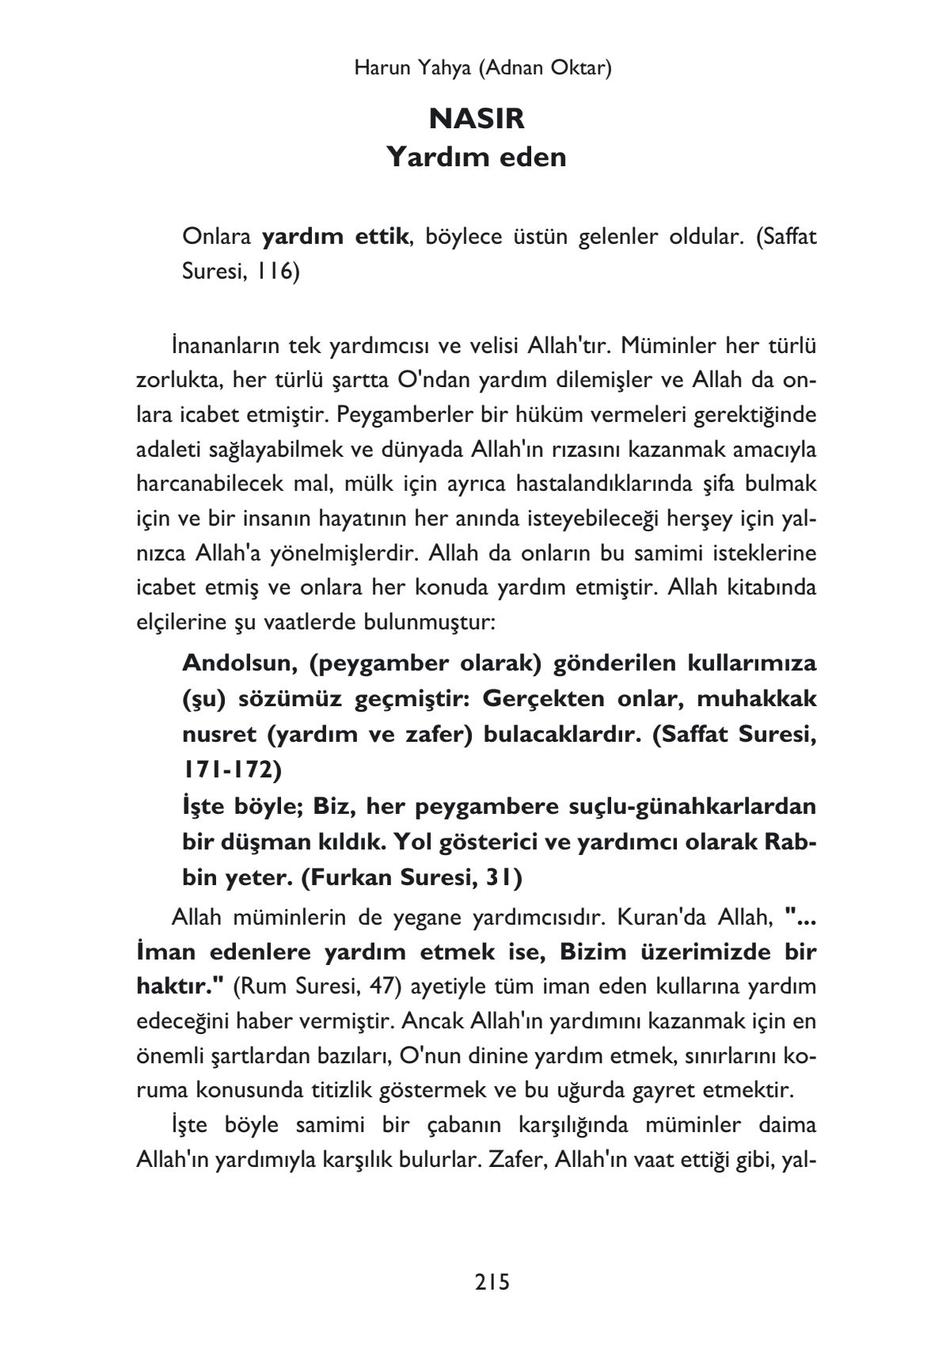 Harun Yahya (Adnan Oktar)
NASIR
Yardım eden
Onlara yardım ettik, böylece üstün gelenler oldular. (Saffat
Suresi, 116)
İnananların tek yardımcısı ve velisi Allah'tır. Müminler her türlü
zorlukta, her türlü şartta O'ndan yardım dilemişler ve Allah da on-
lara icabet etmiştir. Peygamberler bir hüküm vermeleri gerektiğinde
adaleti sağlayabilmek ve dünyada Allah'ın rızasını kazanmak amacıyla
harcanabilecek mal, mülk için ayrıca hastalandıklarında şifa bulmak
için ve bir insanın hayatının her anında isteyebileceği herşey için yal-
nızca Allah'a yönelmişlerdir. Allah da onların bu samimi isteklerine
icabet etmiş ve onlara her konuda yardım etmiştir. Allah kitabında
elçilerine şu vaatlerde bulunmuştur:
Andolsun, (peygamber olarak) gönderilen kullarımıza
(şu) sözümüz geçmiştir: Gerçekten onlar, muhakkak
nusret (yardım ve zafer) bulacaklardır. (Saffat Suresi,
171-172)
İşte böyle; Biz, her peygambere suçlu-günahkarlardan
bir düşman kıldık. Yol gösterici ve yardımcı olarak Rab-
bin yeter. (Furkan Suresi, 31)
Allah müminlerin de yegane yardımcısıdır. Kuran'da Allah, "...
İman edenlere yardım etmek ise, Bizim üzerimizde bir
haktır." (Rum Suresi, 47) ayetiyle tüm iman eden kullarına yardım
edeceğini haber vermiştir. Ancak Allah'ın yardımını kazanmak için en
önemli şartlardan bazıları, O'nun dinine yardım etmek, sınırlarını ko-
ruma konusunda titizlik göstermek ve bu uğurda gayret etmektir.
İşte böyle samimi bir çabanın karşılığında müminler daima
Allah'ın yardımıyla karşılık bulurlar. Zafer, Allah'ın vaat ettiği gibi, yal-
215